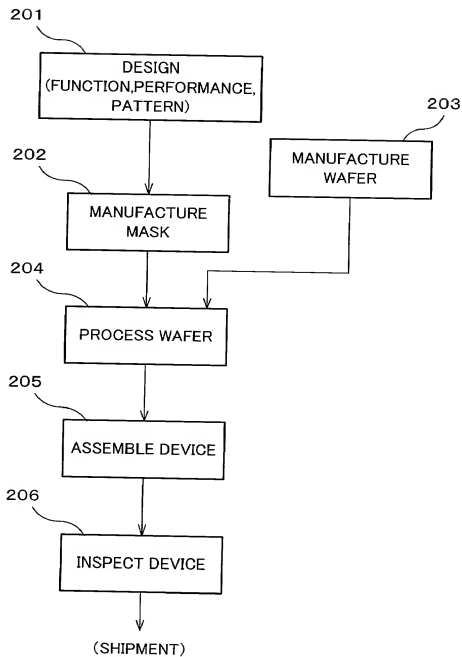 201
DESIGN
(FUNCTION,PERFORMANCE,
PATTERN)
203
MANUFACTURE
WAFER
202
MANUFACTURE
MASK
204
PROCESS WAFER
205
ASSEMBLE DEVICE
206
INSPECT DEVICE
(SHIPMENT)